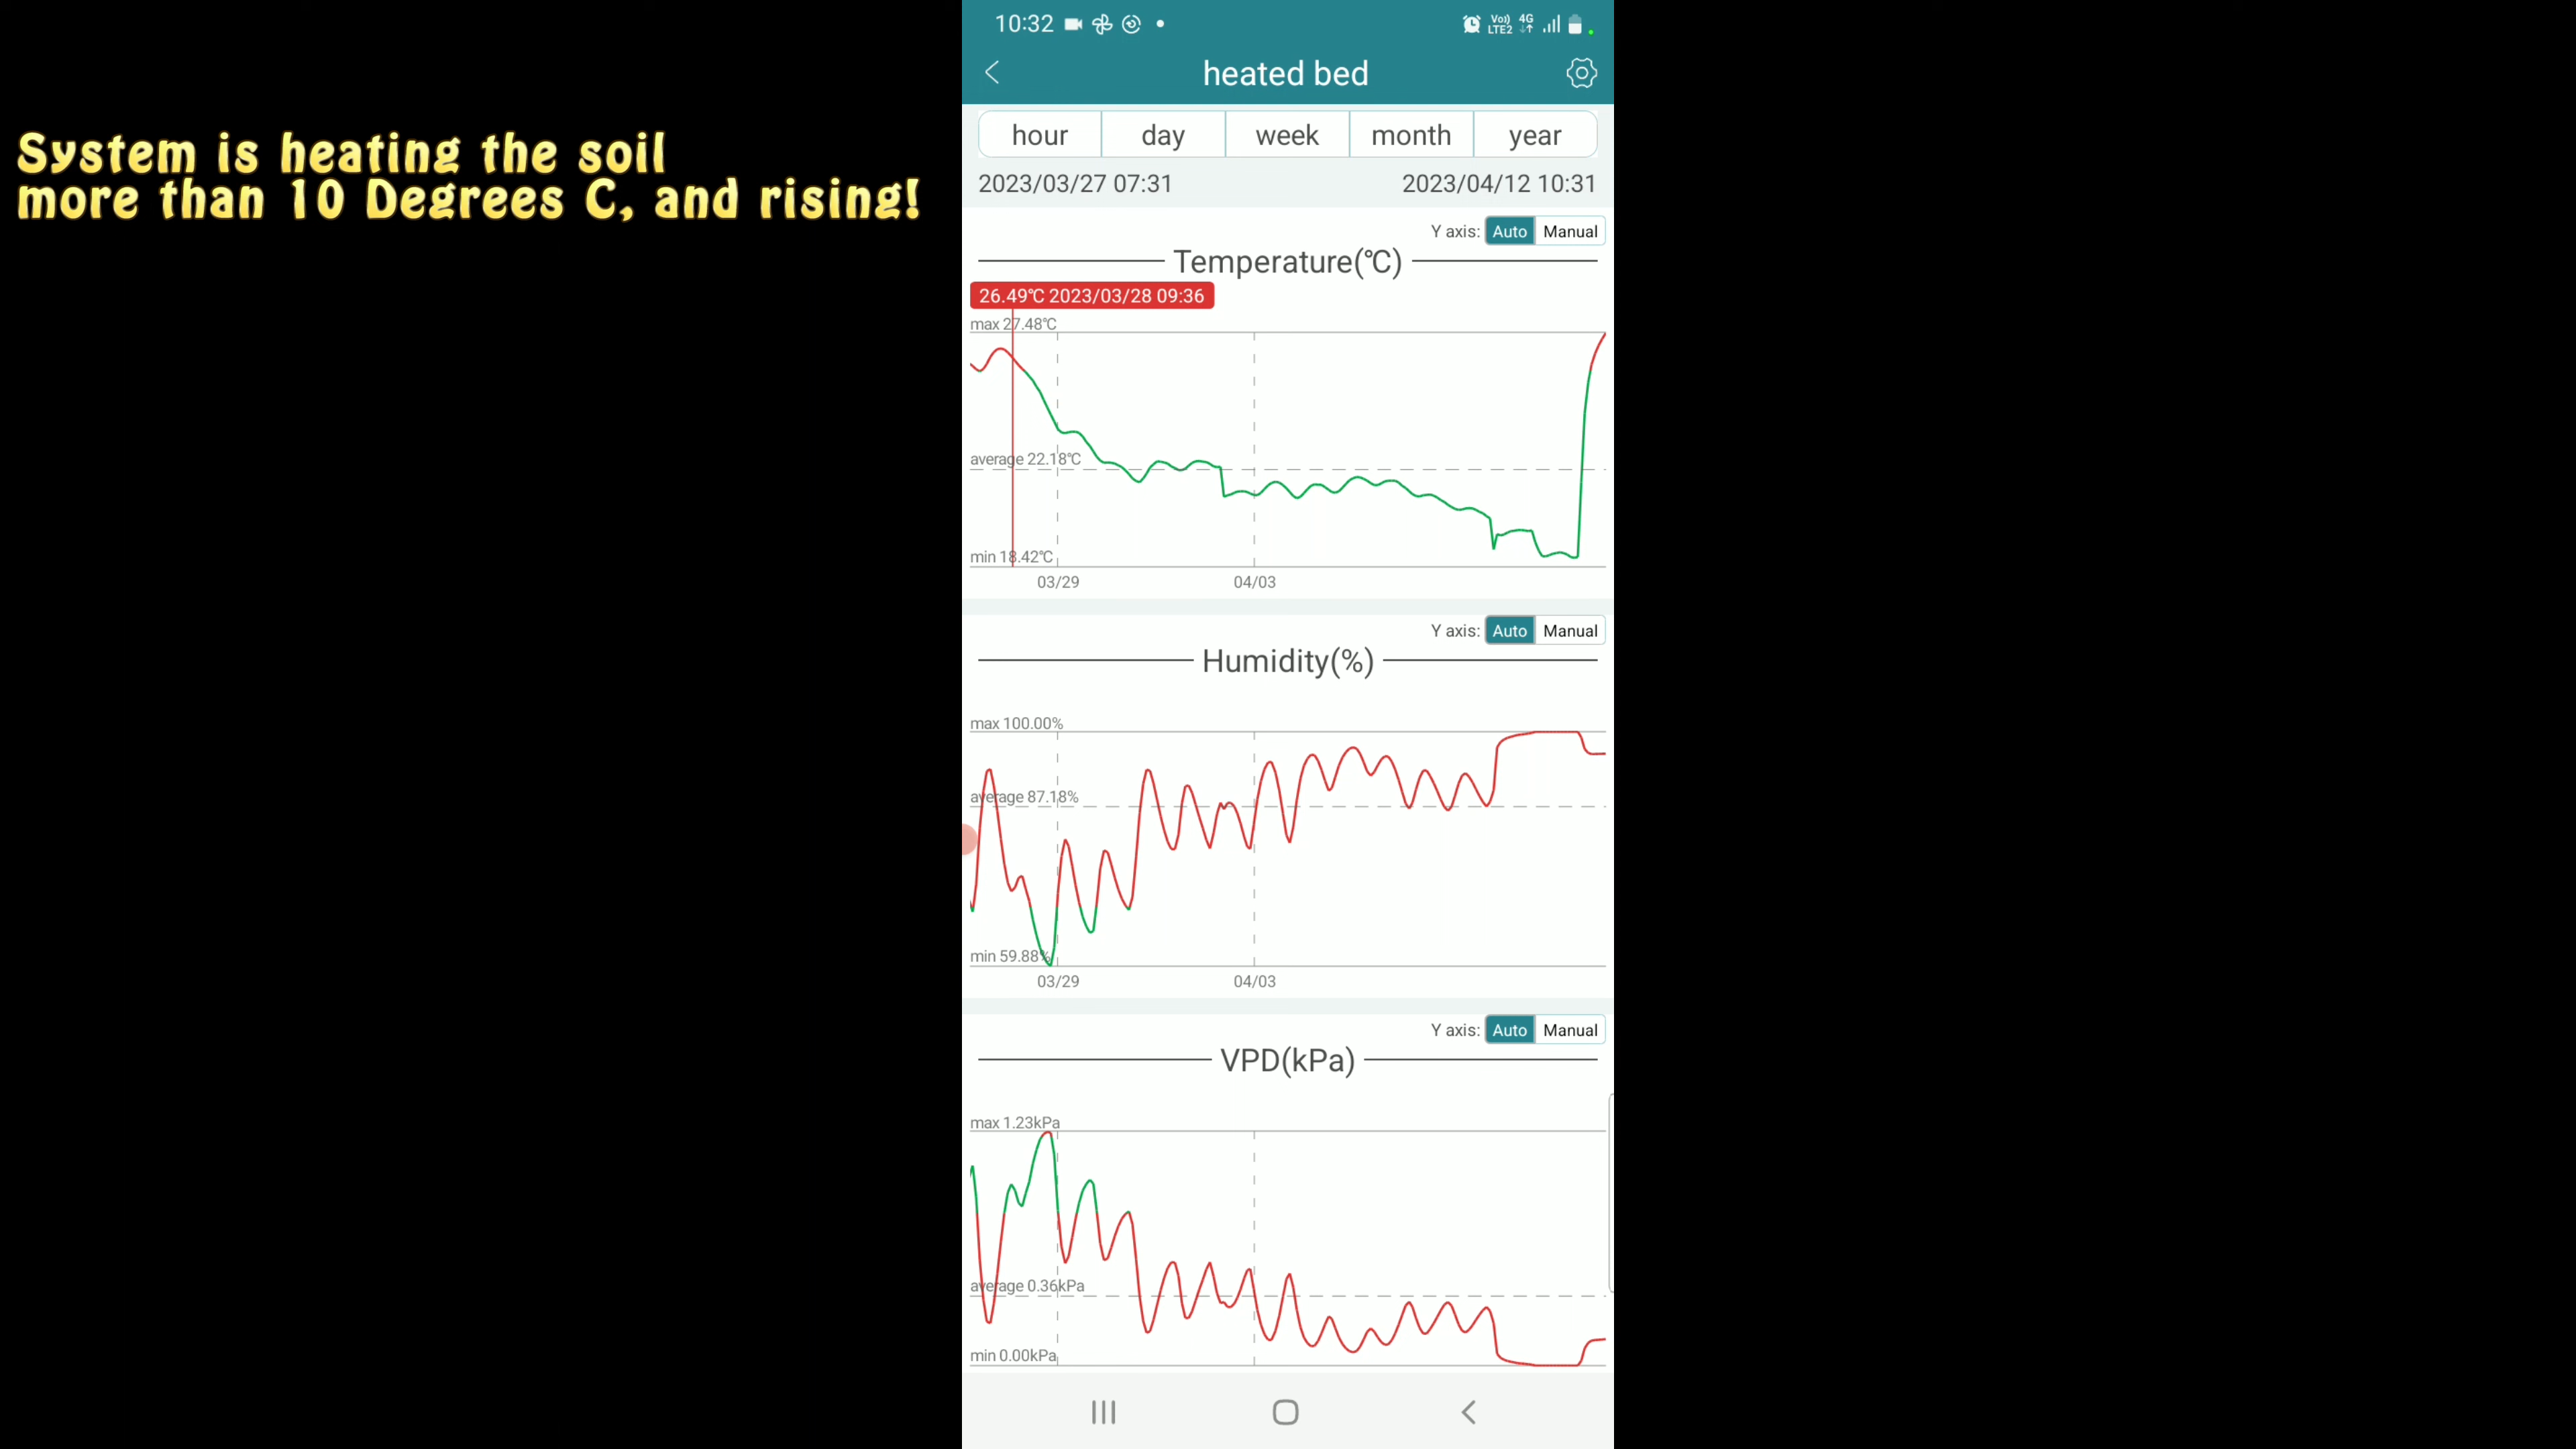 System is heating the soil
more than 10 Degrees C, and rising!
10:32
Vo)) 4G
LTE2
heated bed
hour day week month year
2023/03/27 07:31 2023/04/12 10:31
Y axis: Auto Manual
Temperature(℃)
26.49℃ 2023/03/28 09:36
max 27.48℃
average 22.18℃
min 18.42℃
03/29 04/03
Y axis: Auto Manual
Humidity(%)
max 100.00%
average 87.18%
min 59.88%
03/29 04/03
Y axis: Auto Manual
VPD(kPa)
max 1.23kPa
average 0.36kPa
min 0.00kPa